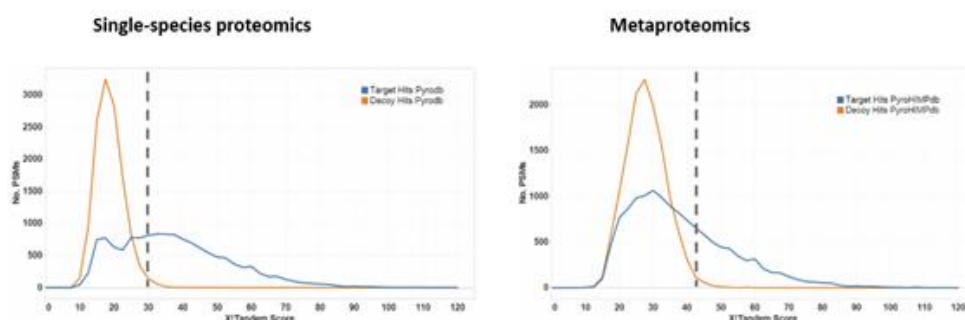 Single-species proteomics
Metaproteomics
3000
2500
2000
1500
1000
500
0
No. PSMs
Target Hits Pyrodb
Decoy Hits Pyrodb
0 10 20 30 40 50 60 70 80 90 100 110 120
X!Tandem Score
2000
1500
1000
500
0
No. PSMs
Target Hits PyroHMPdb
Decoy Hits PyroHMPdb
0 10 20 30 40 50 60 70 80 90 100 110 120
X!Tandem Score